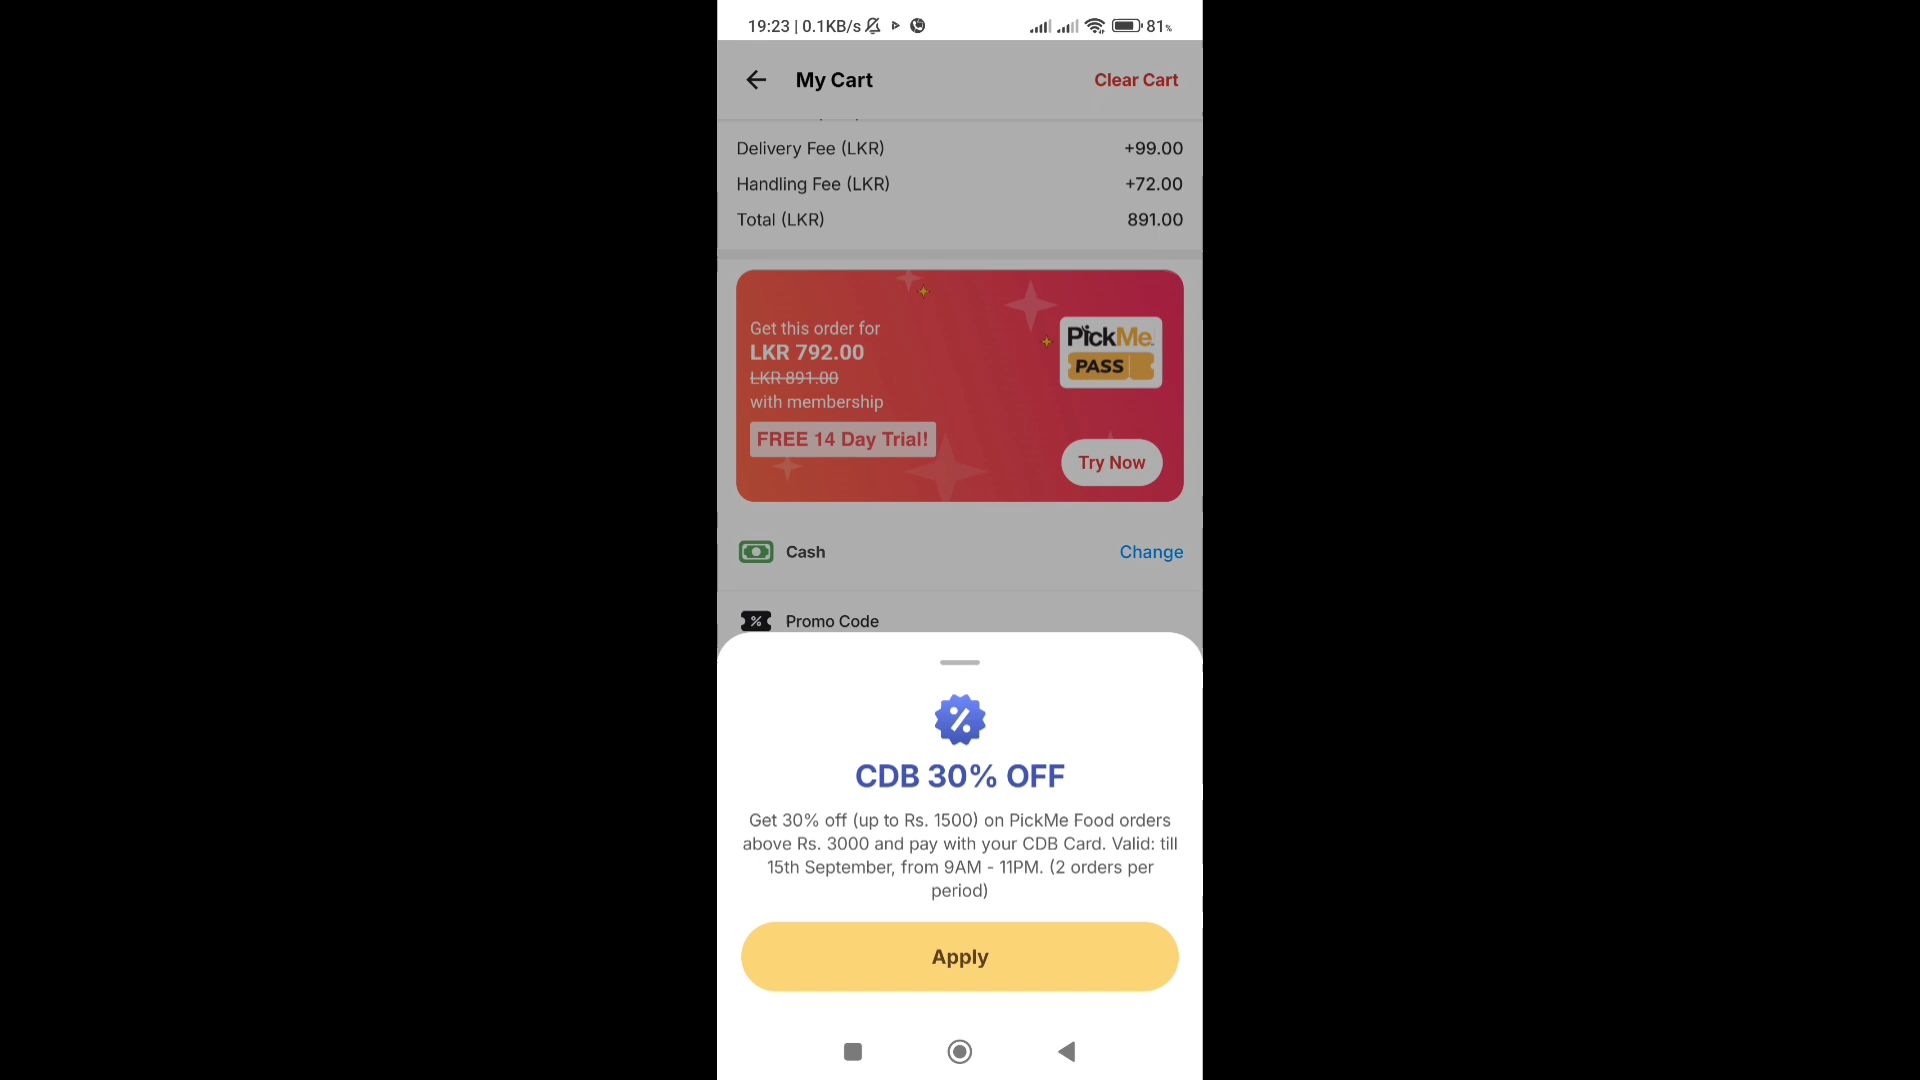 19:23 | 0.1KB/s 81%
My Cart Clear Cart
Delivery Fee (LKR) +99.00
Handling Fee (LKR) +72.00
Total (LKR) 891.00
Get this order for
LKR 792.00
LKR 891.00
with membership
FREE 14 Day Trial!
PickMe
PASS
Try Now
Cash Change
% Promo Code
%
CDB 30% OFF
Get 30% off (up to Rs. 1500) on PickMe Food orders
above Rs. 3000 and pay with your CDB Card. Valid: till
15th September, from 9AM - 11PM. (2 orders per
period)
Apply